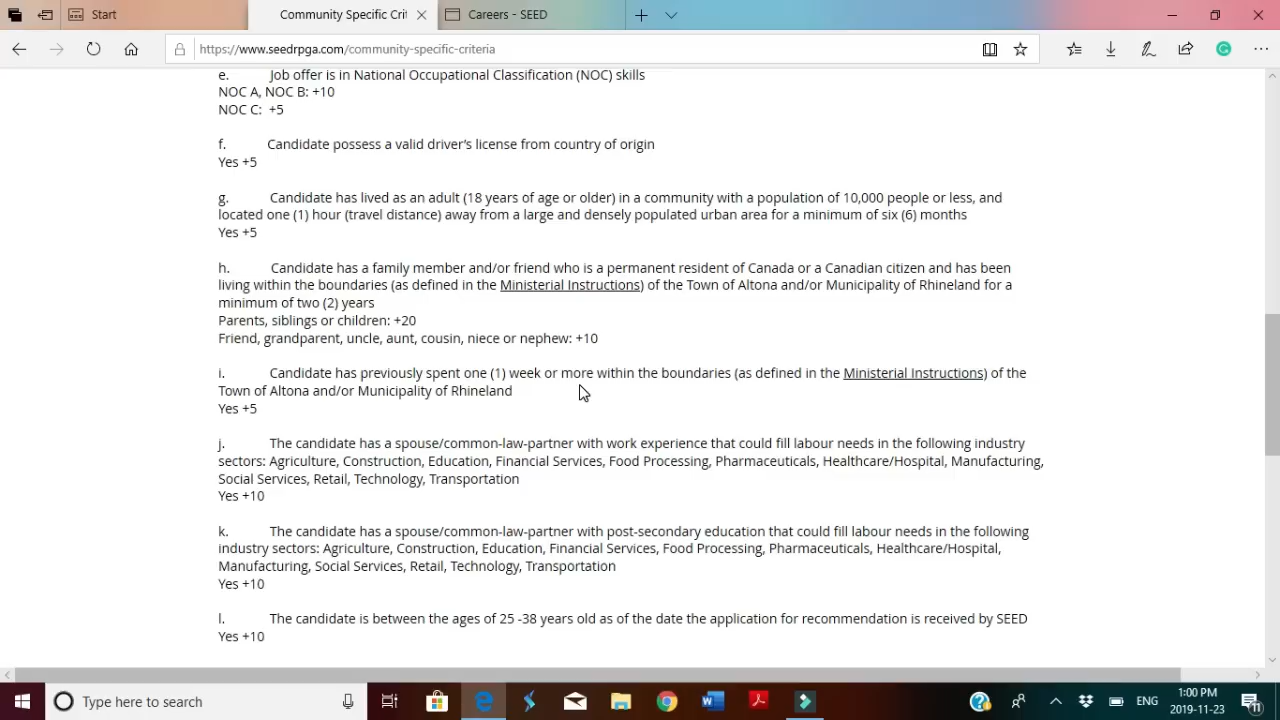 Start
Community Specific Crit
Careers - SEED
https://www.seedrpga.com/community-specific-criteria
e. Job offer is in National Occupational Classification (NOC) skills
NOC A, NOC B: +10
NOC C: +5
f. Candidate possess a valid driver's license from country of origin
Yes +5
g. Candidate has lived as an adult (18 years of age or older) in a community with a population of 10,000 people or less, and
located one (1) hour (travel distance) away from a large and densely populated urban area for a minimum of six (6) months
Yes +5
h. Candidate has a family member and/or friend who is a permanent resident of Canada or a Canadian citizen and has been
living within the boundaries (as defined in the Ministerial Instructions) of the Town of Altona and/or Municipality of Rhineland for a
minimum of two (2) years
Parents, siblings or children: +20
Friend, grandparent, uncle, aunt, cousin, niece or nephew: +10
i. Candidate has previously spent one (1) week or more within the boundaries (as defined in the Ministerial Instructions) of the
Town of Altona and/or Municipality of Rhineland
Yes +5
j. The candidate has a spouse/common-law-partner with work experience that could fill labour needs in the following industry
sectors: Agriculture, Construction, Education, Financial Services, Food Processing, Pharmaceuticals, Healthcare/Hospital, Manufacturing,
Social Services, Retail, Technology, Transportation
Yes +10
k. The candidate has a spouse/common-law-partner with post-secondary education that could fill labour needs in the following
industry sectors: Agriculture, Construction, Education, Financial Services, Food Processing, Pharmaceuticals, Healthcare/Hospital,
Manufacturing, Social Services, Retail, Technology, Transportation
Yes +10
l. The candidate is between the ages of 25 -38 years old as of the date the application for recommendation is received by SEED
Yes +10
Type here to search
ENG
1:00 PM
2019-11-23
11